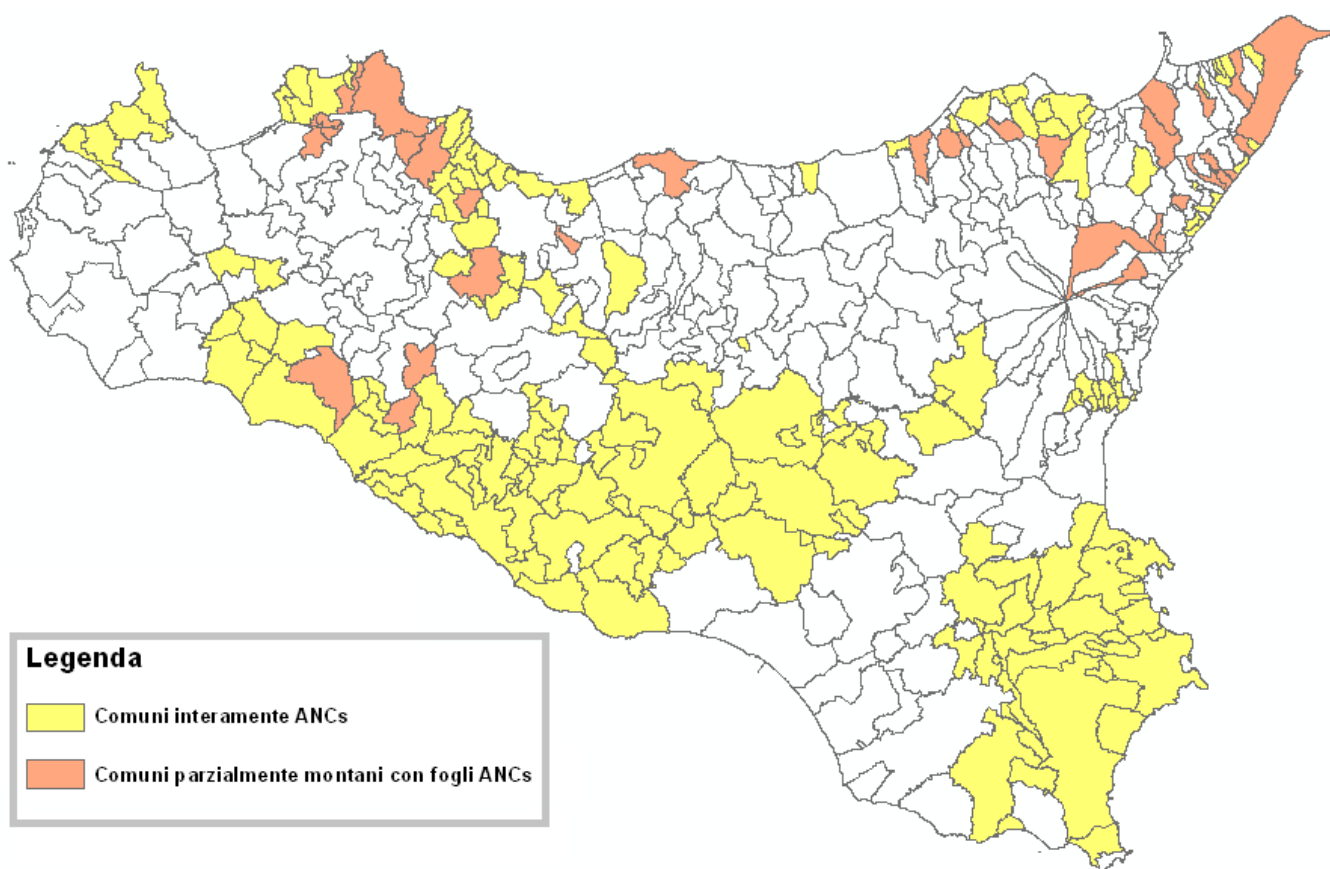 Legenda
Comuni interamente ANCs
Comuni parzialmente montani con fogli ANCs